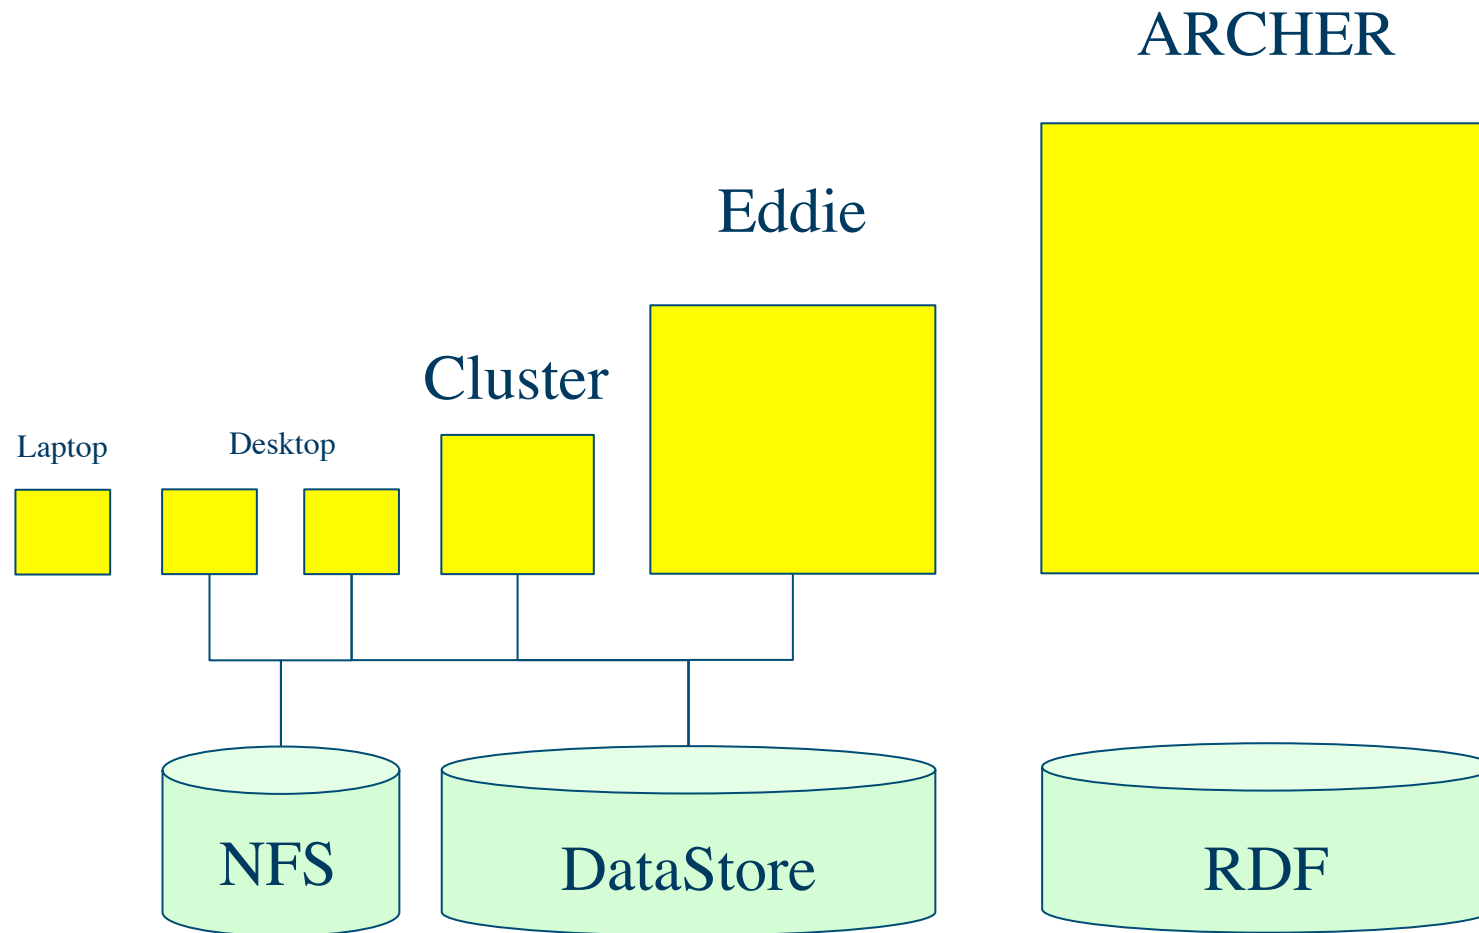 ARCHER
Eddie
Cluster
Laptop
Desktop
NFS
DataStore
RDF